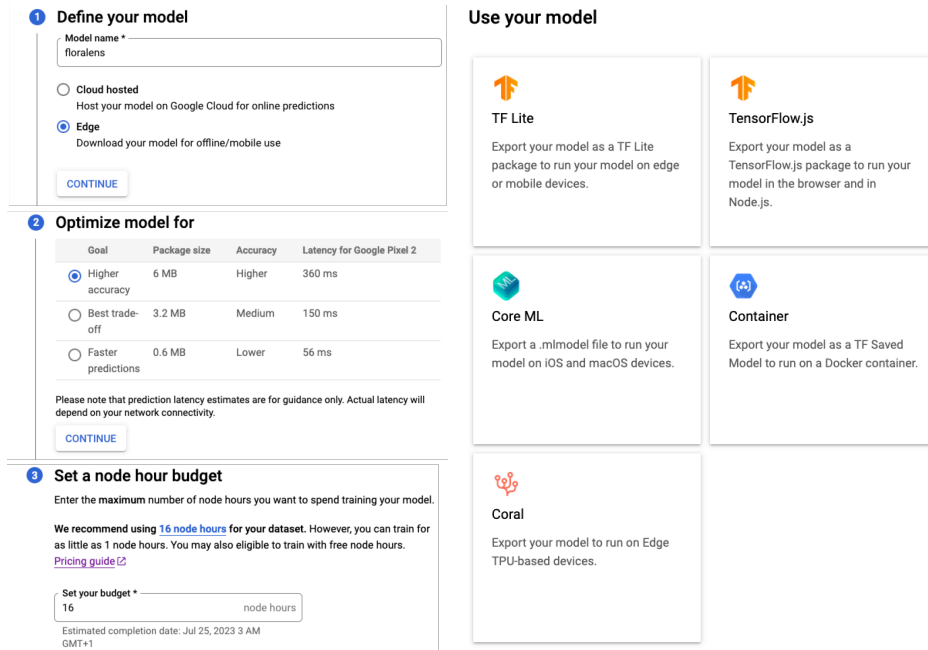 1 Define your model
Model name *
floralens
Cloud hosted
Host your model on Google Cloud for online predictions
Edge
Download your model for offline/mobile use
CONTINUE
2 Optimize model for
Goal Package size Accuracy Latency for Google Pixel 2
Higher accuracy 6 MB Higher 360 ms
Best trade-off 3.2 MB Medium 150 ms
Faster predictions 0.6 MB Lower 56 ms
Please note that prediction latency estimates are for guidance only. Actual latency will
depend on your network connectivity.
CONTINUE
3 Set a node hour budget
Enter the maximum number of node hours you want to spend training your model.
We recommend using 16 node hours for your dataset. However, you can train for
as little as 1 node hours. You may also eligible to train with free node hours.
Pricing guide
Set your budget *
16 node hours
Estimated completion date: Jul 25, 2023 3 AM
GMT+1
Use your model
TF Lite
Export your model as a TF Lite
package to run your model on edge
or mobile devices.
TensorFlow.js
Export your model as a
TensorFlow.js package to run your
model in the browser and in
Node.js.
ML
Core ML
Export a .mlmodel file to run your
model on iOS and macOS devices.
Container
Export your model as a TF Saved
Model to run on a Docker container.
Coral
Export your model to run on Edge
TPU-based devices.